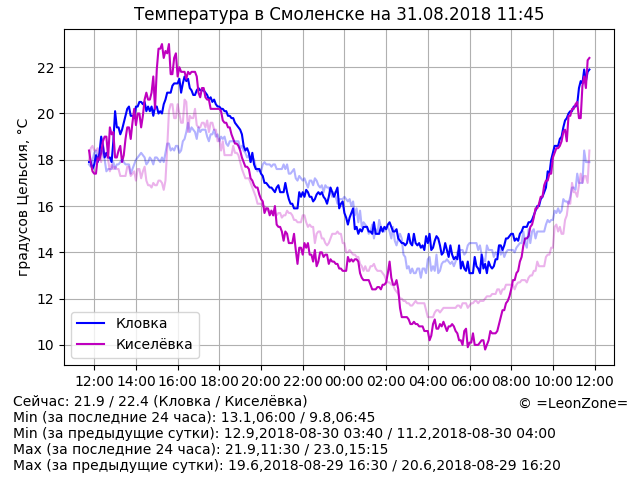 Температура в Смоленске на 31.08.2018 11:45
градусов Цельсия, °C
22
20
18
16
14
12
10
Кловка
Киселёвка
12:00 14:00 16:00 18:00 20:00 22:00 00:00 02:00 04:00 06:00 08:00 10:00 12:00
Сейчас: 21.9 / 22.4 (Кловка / Киселёвка)
© =LeonZone=
Min (за последние 24 часа): 13.1,06:00 / 9.8,06:45
Min (за предыдущие сутки): 12.9,2018-08-30 03:40 / 11.2,2018-08-30 04:00
Max (за последние 24 часа): 21.9,11:30 / 23.0,15:15
Max (за предыдущие сутки): 19.6,2018-08-29 16:30 / 20.6,2018-08-29 16:20